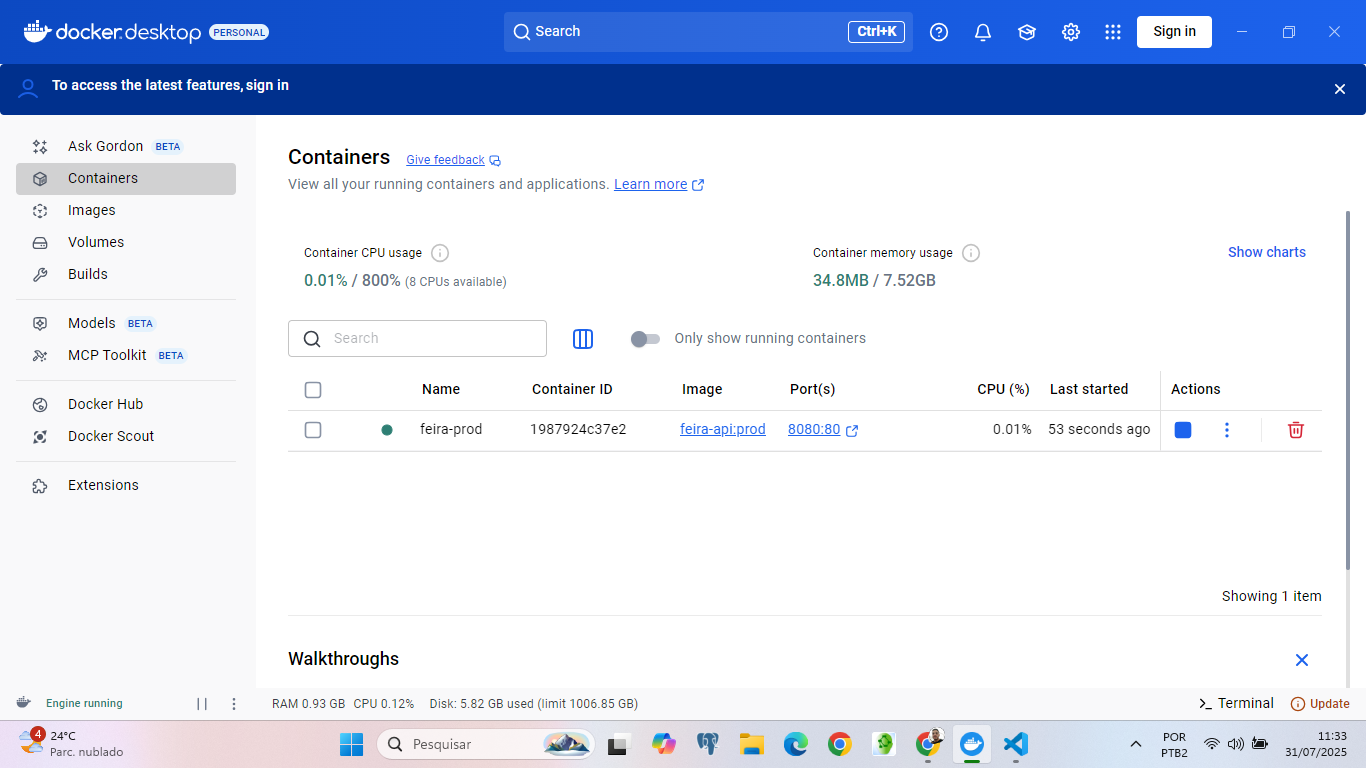 docker.desktop PERSONAL
Search Ctrl+K
Sign in
To access the latest features, sign in
Ask Gordon BETA
Containers
Images
Volumes
Builds
Models BETA
MCP Toolkit BETA
Docker Hub
Docker Scout
Extensions
Containers Give feedback
View all your running containers and applications. Learn more
Container CPU usage
0.01% / 800% (8 CPUs available)
Container memory usage
34.8MB / 7.52GB
Show charts
Search
Only show running containers
Name Container ID Image Port(s) CPU (%) Last started Actions
feira-prod 1987924c37e2 feira-api:prod 8080:80 0.01% 53 seconds ago
Showing 1 item
Walkthroughs
Engine running
RAM 0.93 GB CPU 0.12% Disk: 5.82 GB used (limit 1006.85 GB)
Terminal
Update
4
24°C
Parc. nublado
Pesquisar
POR
PTB2
11:33
31/07/2025